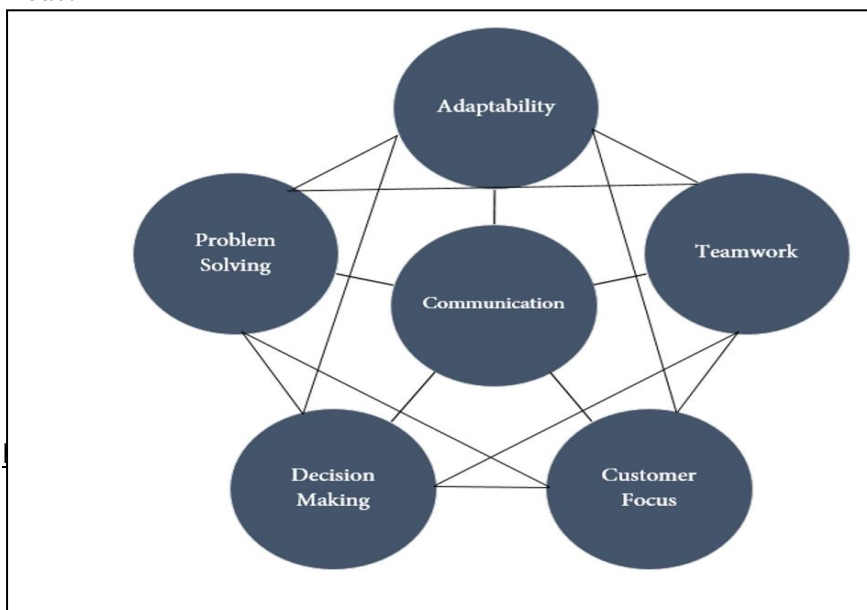 Adaptability
Problem
Solving
Teamwork
Communication
Decision
Making
Customer
Focus